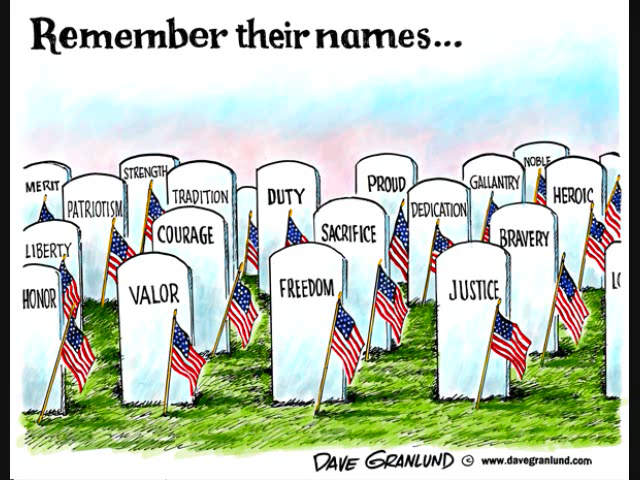 Remember their names...
MERIT
STRENGTH
NOBLE
PATRIOTISM
TRADITION
DUTY
PROUD
GALLANTRY
HEROIC
DEDICATION
LIBERTY
COURAGE
SACRIFICE
BRAVERY
HONOR
VALOR
FREEDOM
JUSTICE
LO
DAVE GRANLUND © www.davegranlund.com